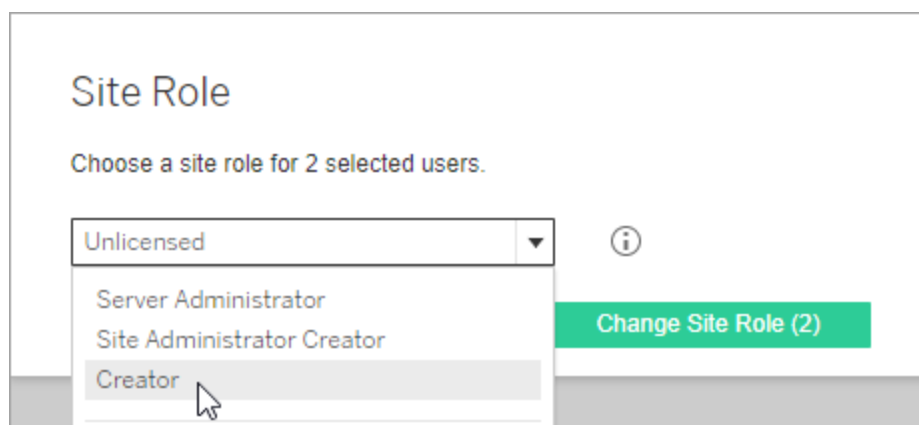 Site Role
Choose a site role for 2 selected users.
Unlicensed
Server Administrator
Site Administrator Creator
Change Site Role (2)
Creator